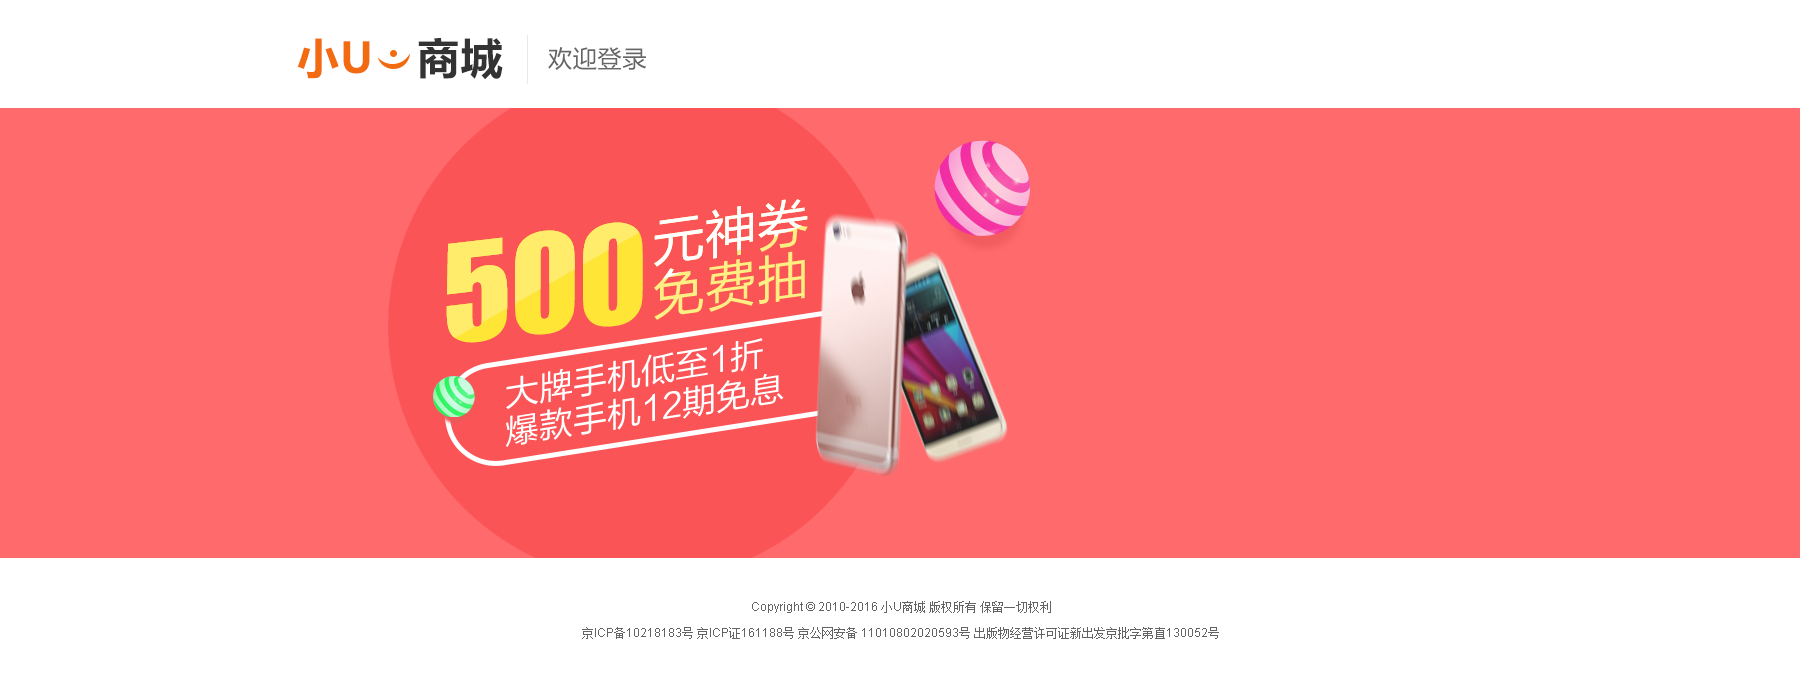 小U商城
欢迎登录
500元神券
免费抽
大牌手机低至1折
爆款手机12期免息
Copyright © 2010-2016 小U商城 版权所有 保留一切权利
京ICP备10218183号 京ICP证161188号 京公网安备 11010802020593号 出版物经营许可证新出发京批字第直130052号